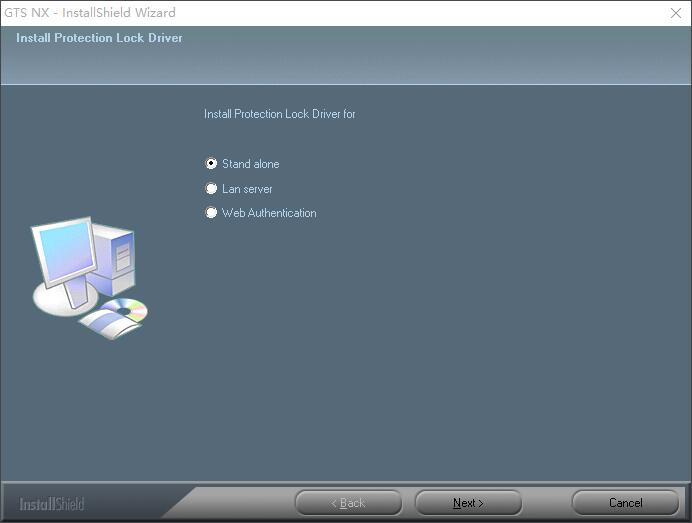 GTS NX - InstallShield Wizard
Install Protection Lock Driver
Install Protection Lock Driver for
Stand alone
Lan server
Web Authentication
InstallShield
< Back
Next >
Cancel